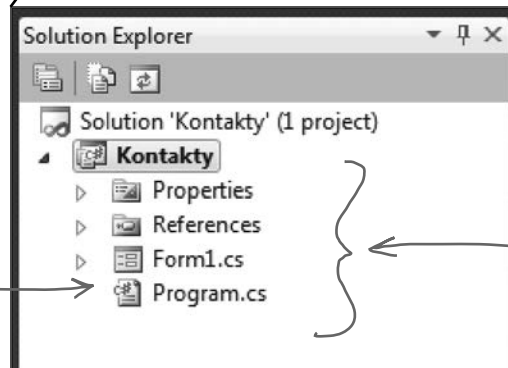 Solution Explorer
Solution 'Kontakty' (1 project)
Kontakty
Properties
References
Form1.cs
Program.cs